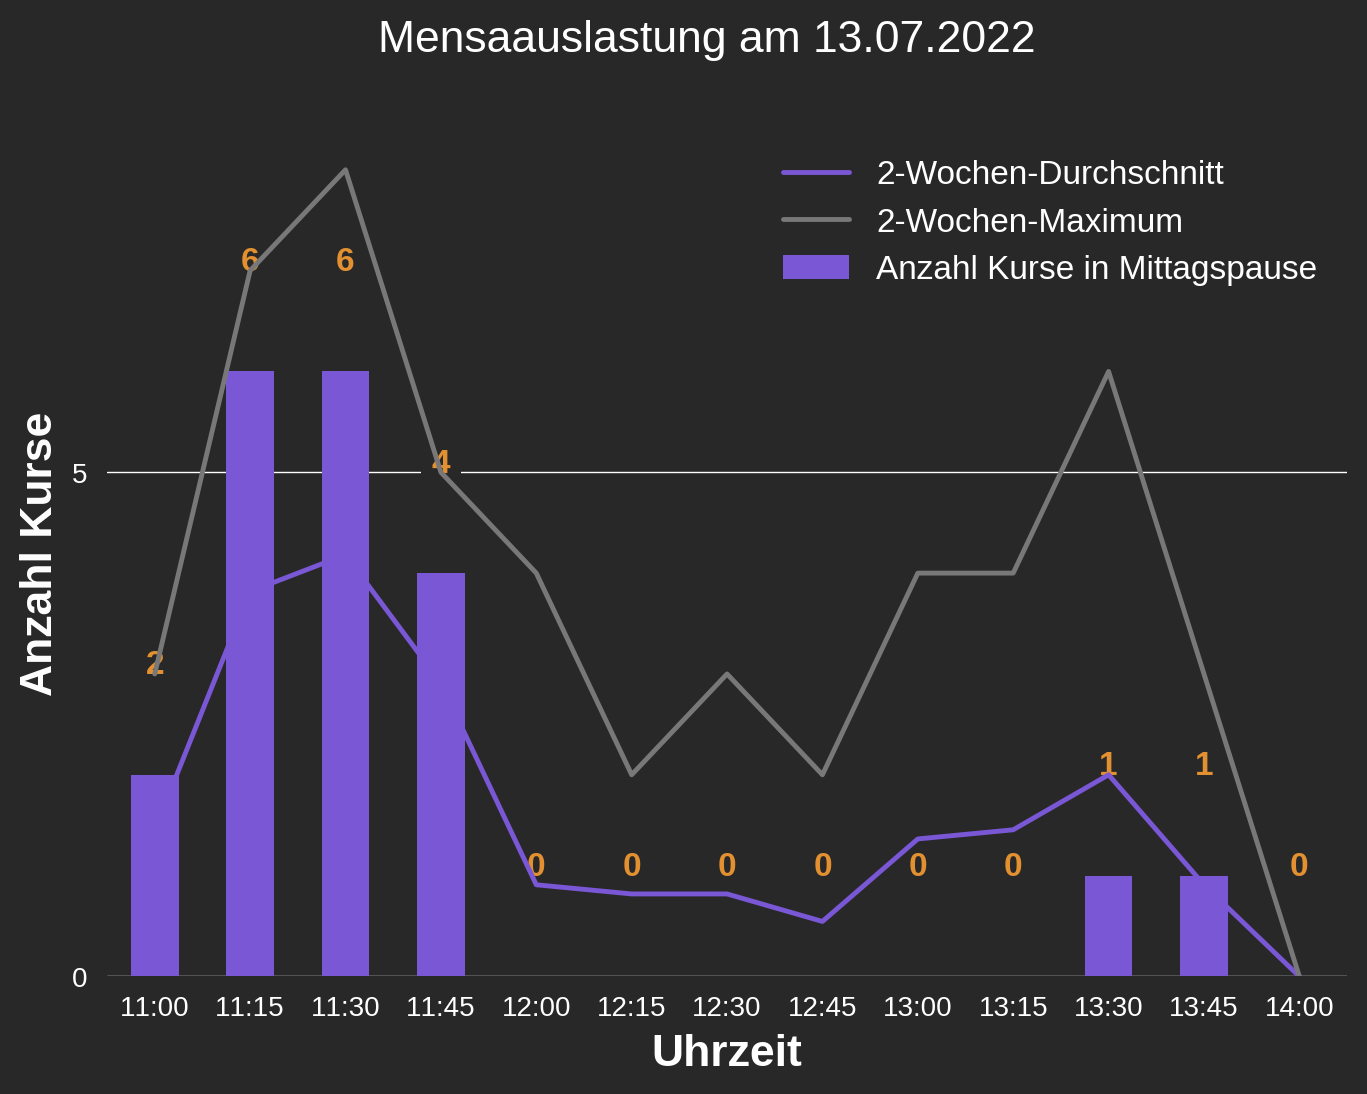 Mensaauslastung am 13.07.2022
2-Wochen-Durchschnitt
2-Wochen-Maximum
Anzahl Kurse in Mittagspause
6 6
5
4
2
1 1
0 0 0 0 0 0 0
0
Anzahl Kurse
11:00 11:15 11:30 11:45 12:00 12:15 12:30 12:45 13:00 13:15 13:30 13:45 14:00
Uhrzeit